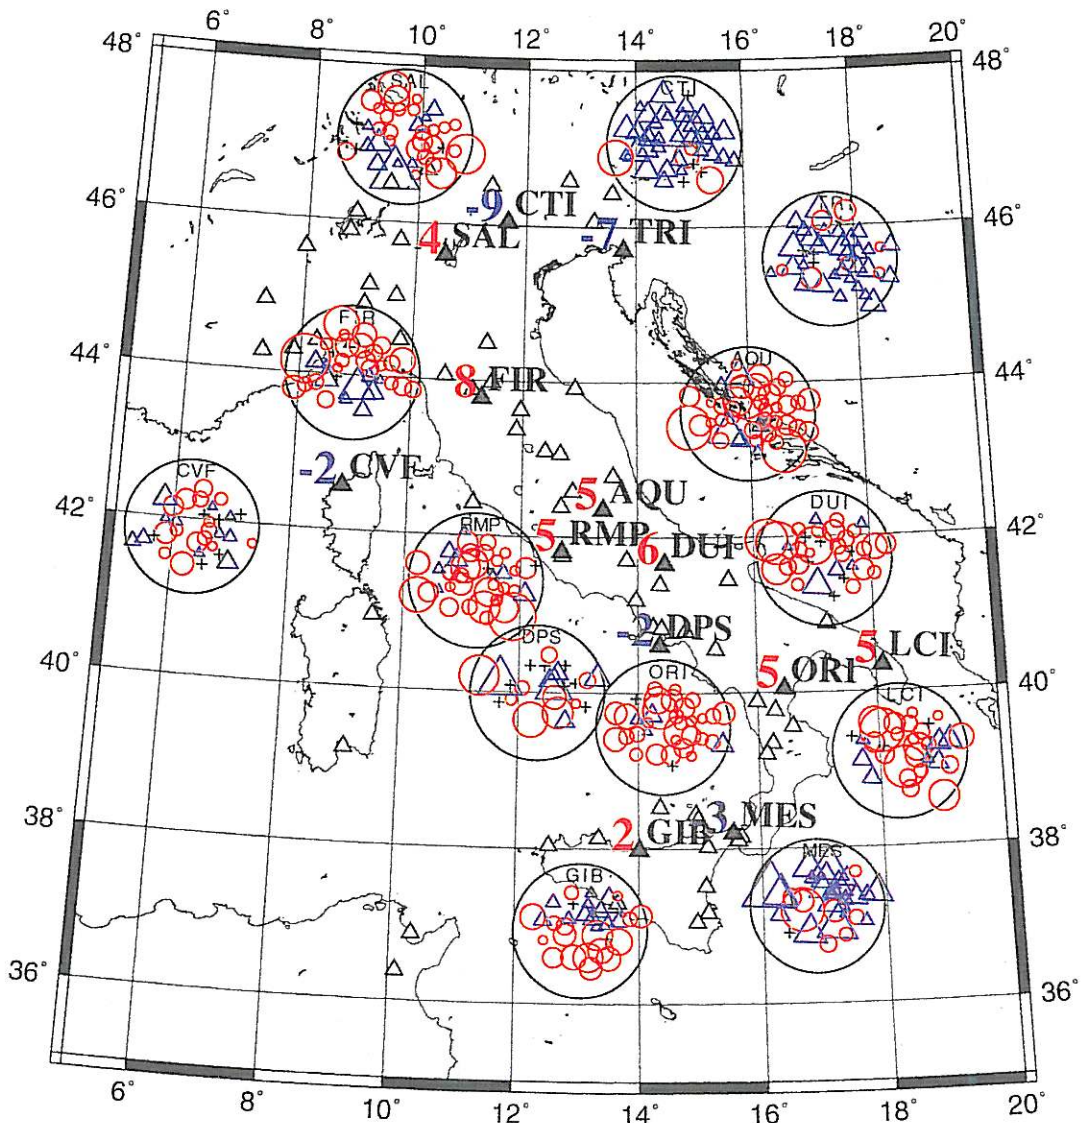 6° 8° 10° 12° 14° 16° 18° 20°
48° 48°
SAL CTI
-9 CTI
46° 46°
4 SAL -7 TRI
TRI
FIR
44° 44°
8 FIR AQU
CVF -2 CVF
5 AQU DUI
42° 42°
RMP 5 RMP 6 DUI
DPS -2 DPS
5 LCI
40° 40°
ORI 5 ORI
LCI
38° 38°
2 GIB 3 MES
GIB MES
36° 36°
6° 8° 10° 12° 14° 16° 18° 20°